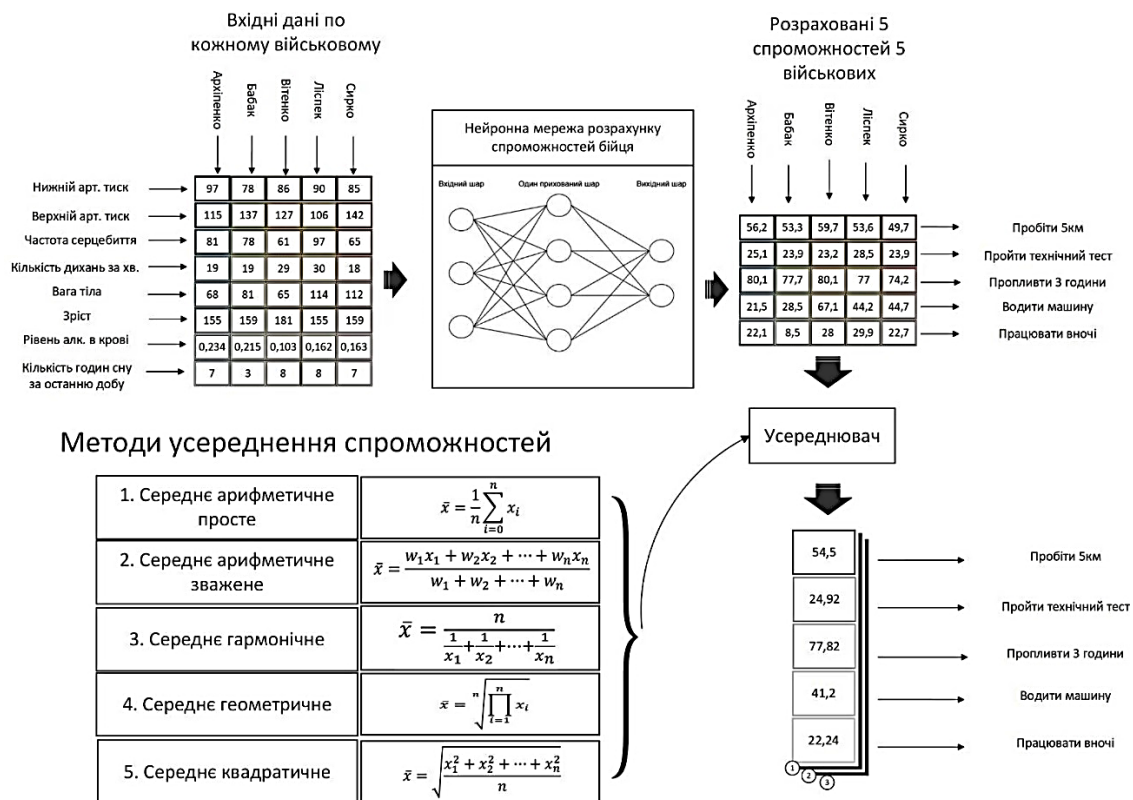 Вхідні дані по
кожному військовому
Архіпенко
Бабак
Вітенко
Ліспек
Сирко
Нижній арт. тиск 97 78 86 90 85
Верхній арт. тиск 115 137 127 106 142
Частота серцебиття 81 78 61 97 65
Кількість дихань за хв. 19 19 29 30 18
Вага тіла 68 81 65 114 112
Зріст 155 159 181 155 159
Рівень алк. в крові 0,234 0,215 0,103 0,162 0,163
Кількість годин сну
за останню добу 7 3 8 8 7
Нейронна мережа розрахунку
спроможностей бійця
Вхідний шар Один прихований шар Вихідний шар
Розраховані 5
спроможностей 5
військових
Архіпенко
Бабак
Вітенко
Ліспек
Сирко
56,2 53,3 59,7 53,6 49,7 Пробіти 5км
25,1 23,9 23,2 28,5 23,9 Пройти технічний тест
80,1 77,7 80,1 77 74,2 Пропливти 3 години
21,5 28,5 67,1 44,2 44,7 Водити машину
22,1 8,5 28 29,9 22,7 Працювати вночі
Усереднювач
Методи усереднення спроможностей
1. Середнє арифметичне
просте
x̄ = 1/n ∑ i=0 n xᵢ
2. Середнє арифметичне
зважене
x̄ = (w₁x₁ + w₂x₂ + ⋯ + wₙxₙ) / (w₁ + w₂ + ⋯ + wₙ)
3. Середнє гармонічне
x̄ = n / (1/x₁ + 1/x₂ + ⋯ + 1/xₙ)
4. Середнє геометричне
x̄ = ⁿ√(∏ i=1 n xᵢ)
5. Середнє квадратичне
x̄ = √((x₁² + x₂² + ⋯ + xₙ²) / n)
54,5 Пробіти 5км
24,92 Пройти технічний тест
77,82 Пропливти 3 години
41,2 Водити машину
22,24 Працювати вночі
1
2
3